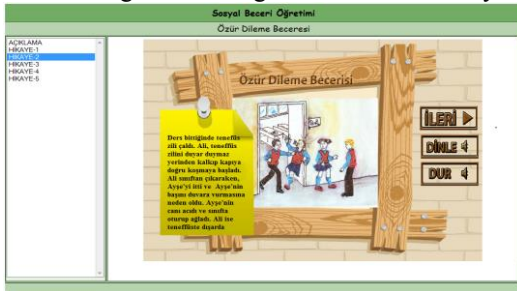 Sosyal Beceri Öğretimi
Özür Dileme Beceresi
AÇIKLAMA
HİKAYE-1
HİKAYE-2
HİKAYE-3
HİKAYE-4
HİKAYE-5
Özür Dileme Becerisi
Ders bittiğinde teneffüs
zili çaldı. Ali, teneffüs
zilini duyar duymaz
yerinden kalkıp kapıya
doğru koşmaya başladı.
Ali sınıftan çıkarken,
Ayşe'yi itti ve Ayşe'nin
başını duvara vurmasına
neden oldu. Ayşe'nin
canı acıdı ve sınıfta
oturup ağladı. Ali ise
teneffüste dışarda
İLERİ
DİNLE
DUR